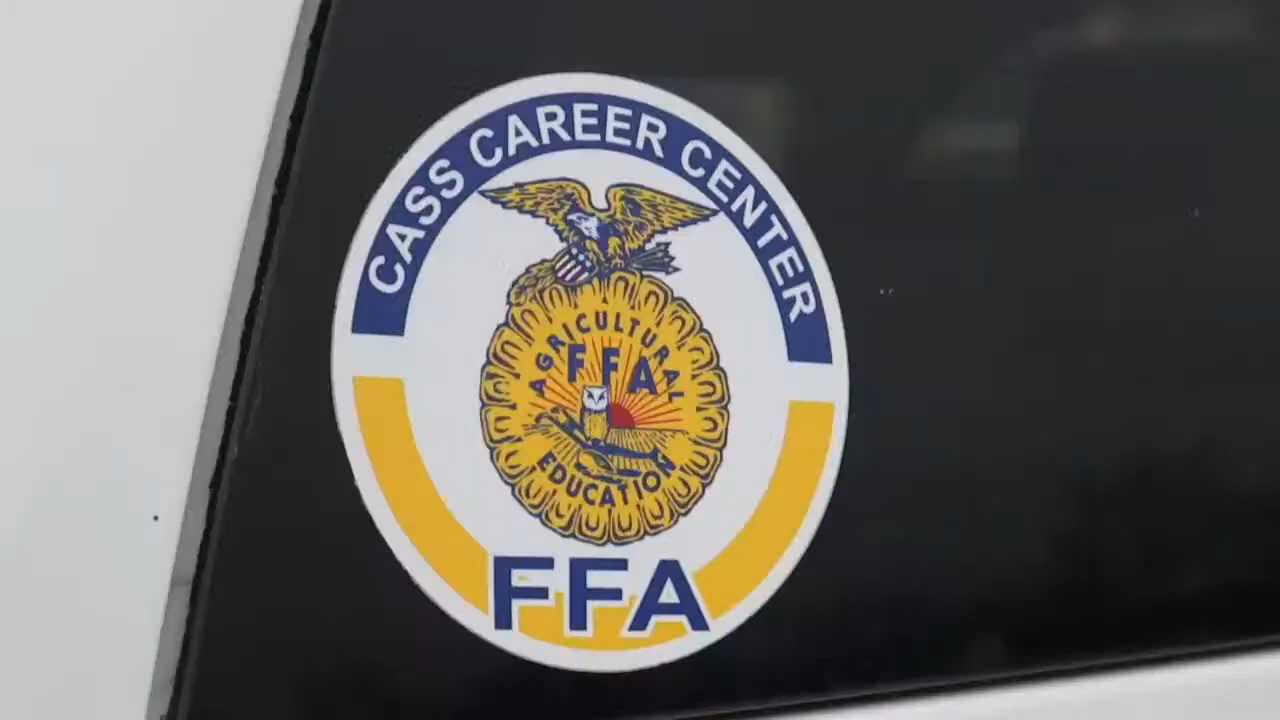 CASS CAREER CENTER
AGRICULTURAL
FFA
EDUCATION
FFA